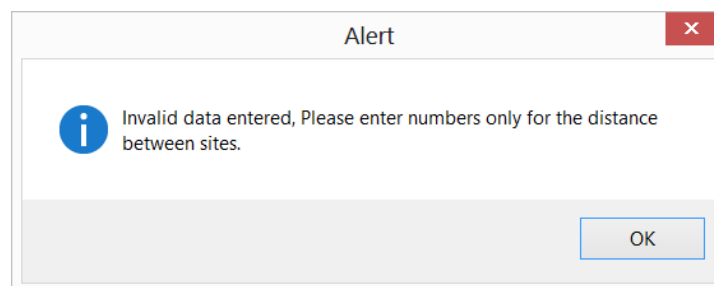 Alert
Invalid data entered, Please enter numbers only for the distance
between sites.
OK